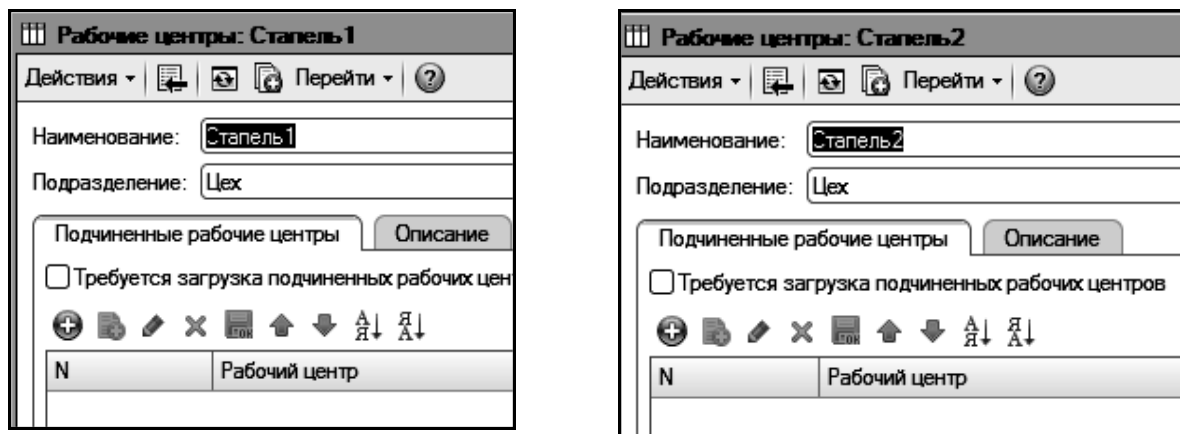 Рабочие центры: Стапель1
Действия Перейти ?
Наименование: Стапель1
Подразделение: Цех
Подчиненные рабочие центры Описание
Требуется загрузка подчиненных рабочих цен
N Рабочий центр
Рабочие центры: Стапель2
Действия Перейти ?
Наименование: Стапель2
Подразделение: Цех
Подчиненные рабочие центры Описание
Требуется загрузка подчиненных рабочих центров
N Рабочий центр